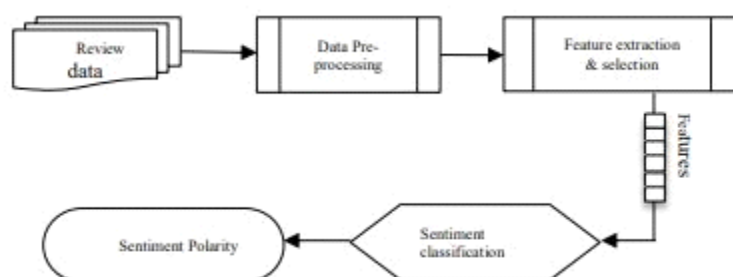 Review
data
Data Pre-
processing
Feature extraction
& selection
Features
Sentiment
classification
Sentiment Polarity